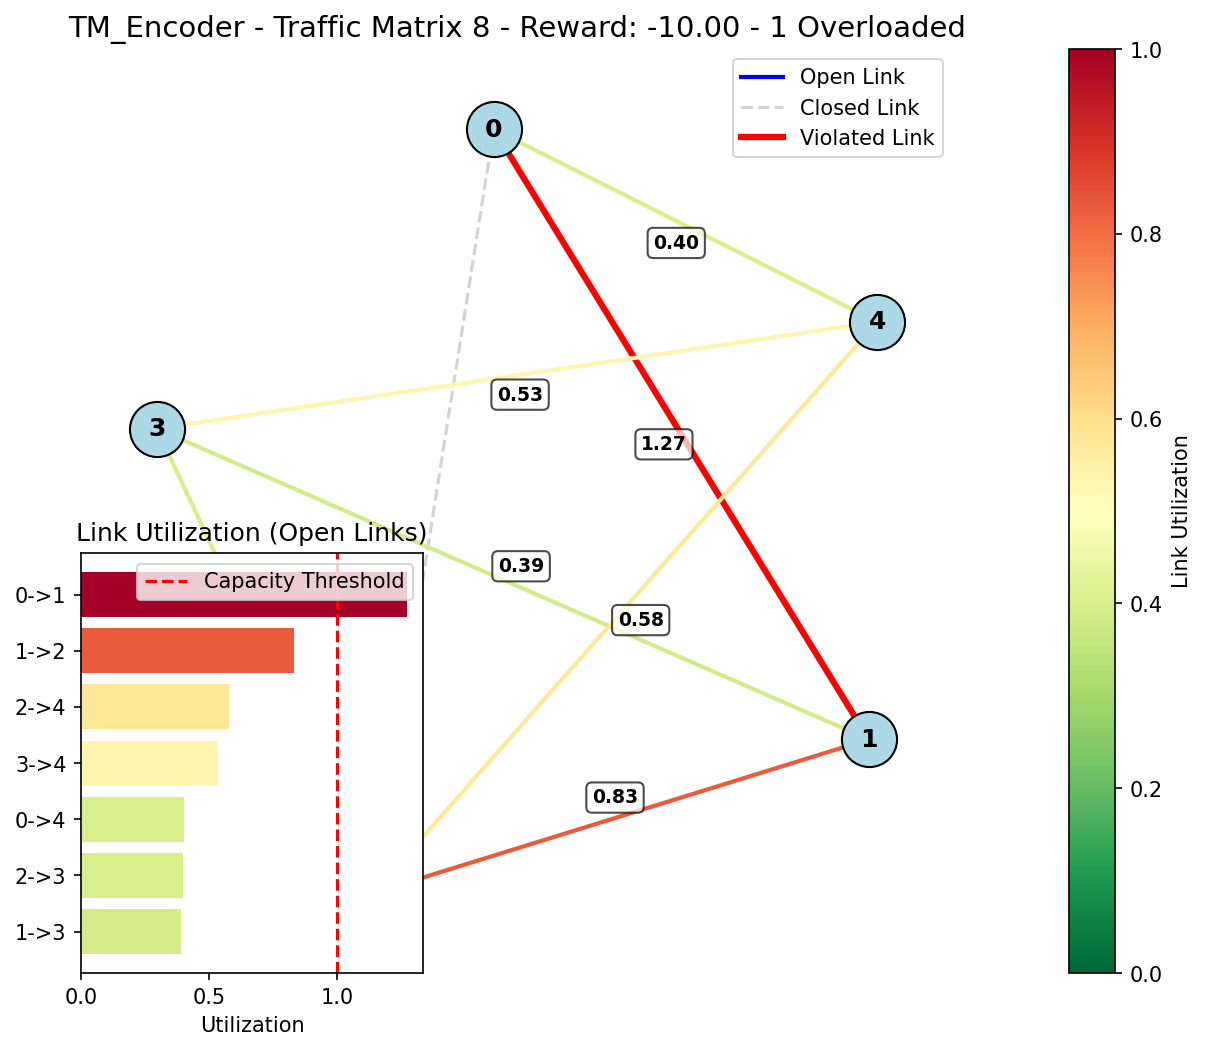 TM_Encoder - Traffic Matrix 8 - Reward: -10.00 - 1 Overloaded
Open Link
Closed Link
Violated Link
0
4
3
1
0.40
0.53
1.27
0.39
0.58
0.83
Link Utilization (Open Links)
Capacity Threshold
0->1
1->2
2->4
3->4
0->4
2->3
1->3
0.0 0.5 1.0
Utilization
1.0
0.8
0.6
0.4
0.2
0.0
Link Utilization